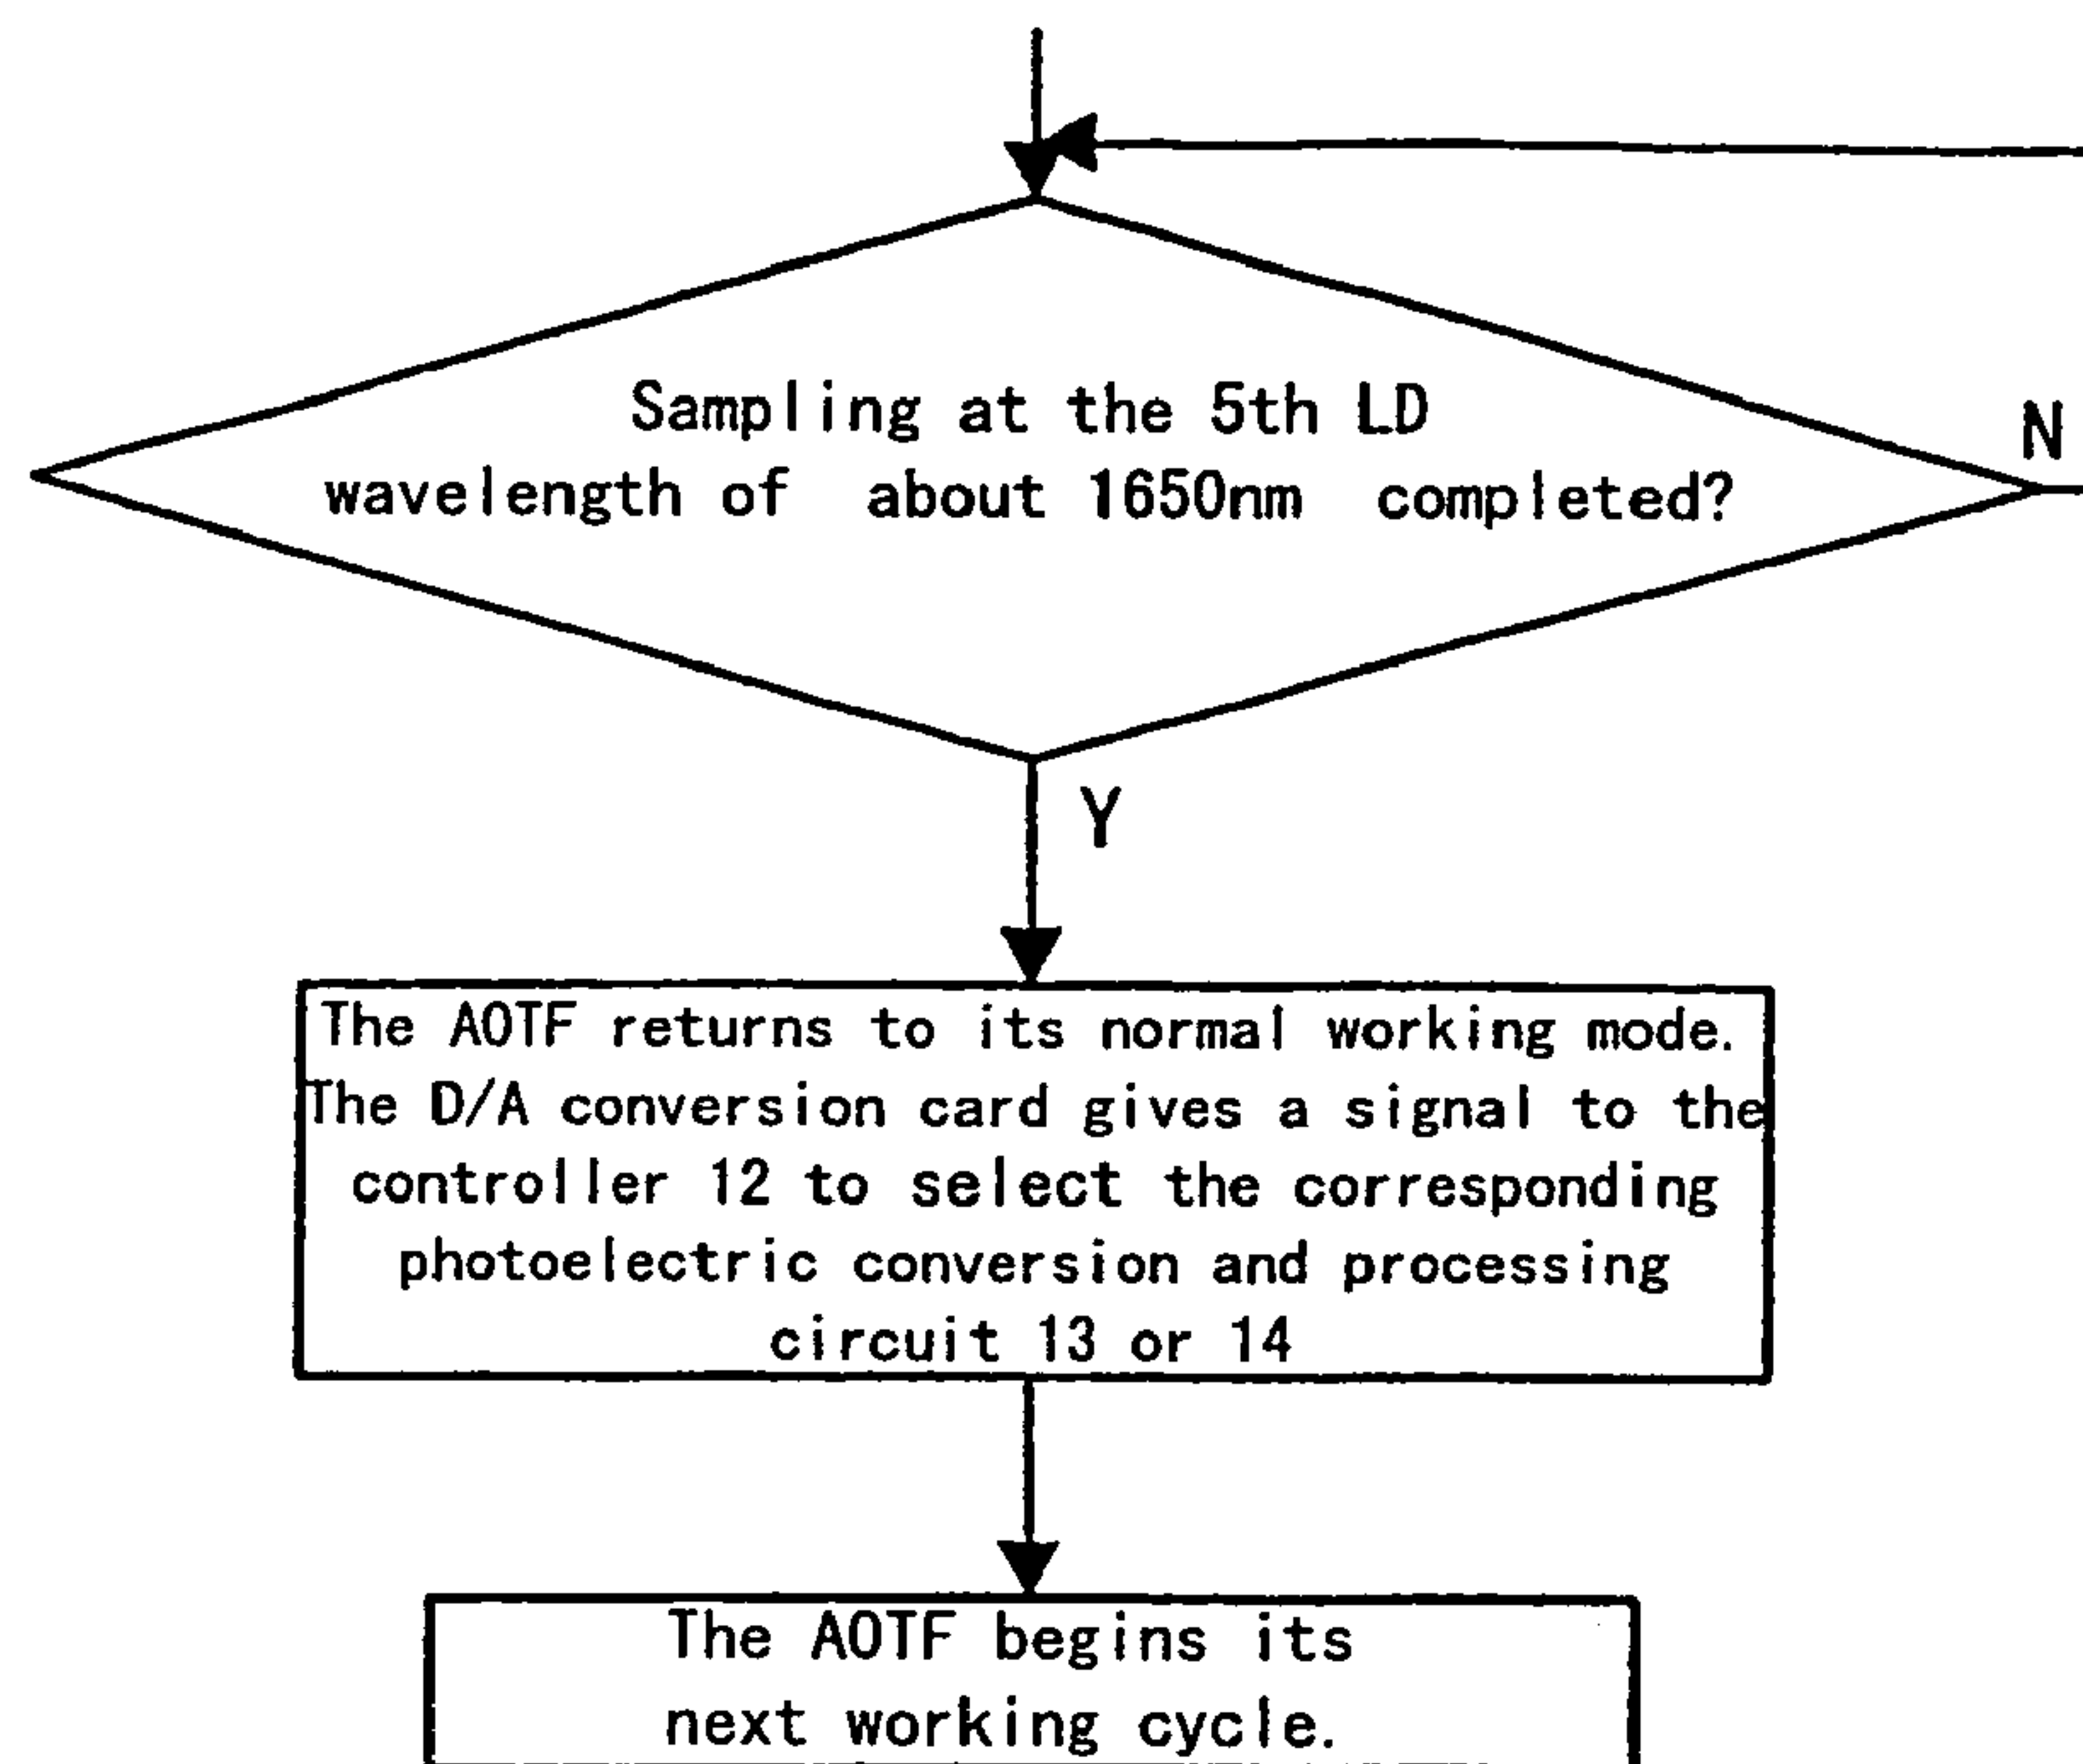 Sampling at the 5th LD
N
wavelength of about 1650nm completed?
Y
The AOTF returns to its normal working mode.
The D/A conversion card gives a signal to the
controller 12 to select the corresponding
photoelectric conversion and processing
circuit 13 or 14
The AOTF begins its
next working cycle.